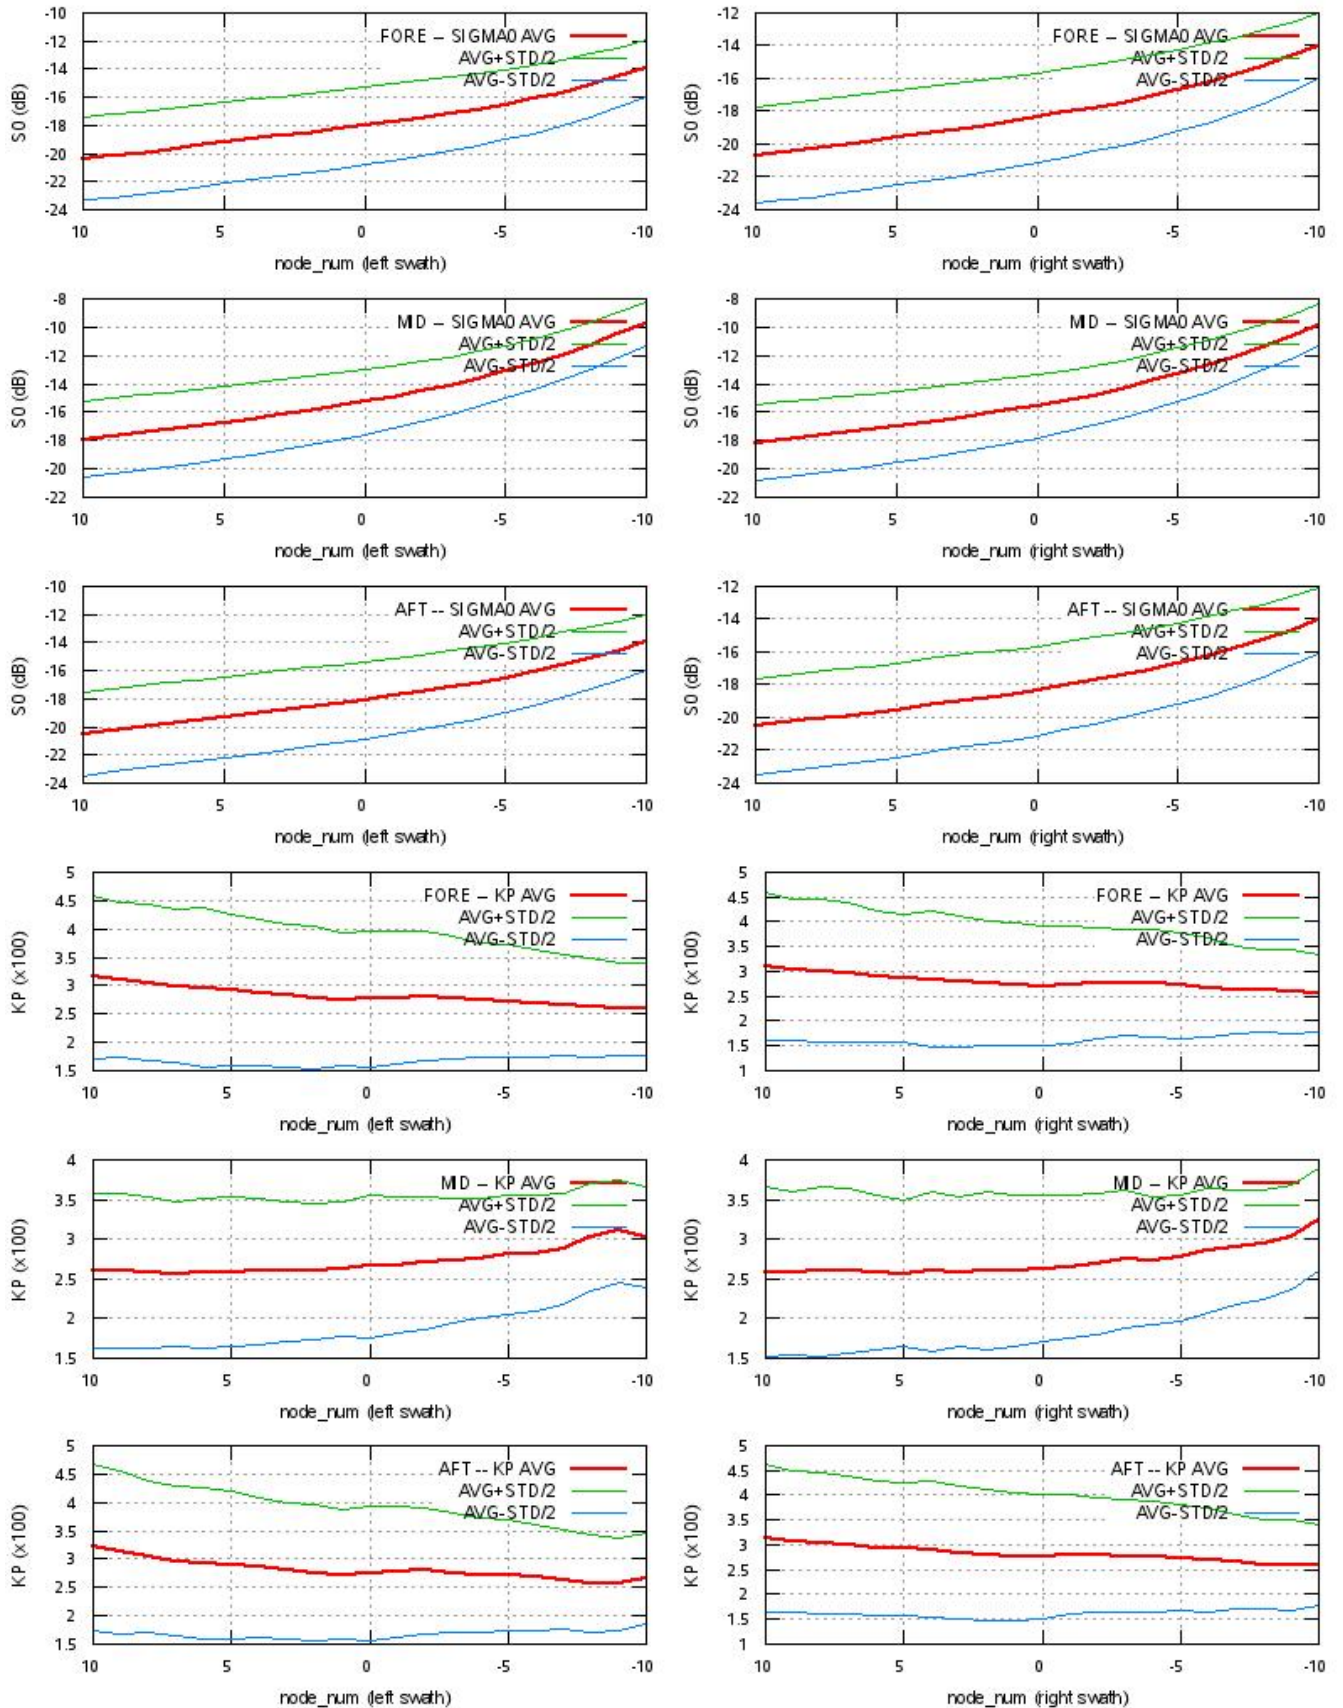 -10
-12
-14
-16
-18
-20
-22
-24
S0 (dB)
FORE -- SIGMA0 AVG
AVG+STD/2
AVG-STD/2
10 5 0 -5 -10
node_num (left swath)
-12
-14
-16
-18
-20
-22
-24
S0 (dB)
FORE -- SIGMA0 AVG
AVG+STD/2
AVG-STD/2
10 5 0 -5 -10
node_num (right swath)
-8
-10
-12
-14
-16
-18
-20
-22
S0 (dB)
MID -- SIGMA0 AVG
AVG+STD/2
AVG-STD/2
10 5 0 -5 -10
node_num (left swath)
-8
-10
-12
-14
-16
-18
-20
-22
S0 (dB)
MID -- SIGMA0 AVG
AVG+STD/2
AVG-STD/2
10 5 0 -5 -10
node_num (right swath)
-10
-12
-14
-16
-18
-20
-22
-24
S0 (dB)
AFT -- SIGMA0 AVG
AVG+STD/2
AVG-STD/2
10 5 0 -5 -10
node_num (left swath)
-12
-14
-16
-18
-20
-22
-24
S0 (dB)
AFT -- SIGMA0 AVG
AVG+STD/2
AVG-STD/2
10 5 0 -5 -10
node_num (right swath)
5
4.5
4
3.5
3
2.5
2
1.5
KP (x100)
FORE -- KP AVG
AVG+STD/2
AVG-STD/2
10 5 0 -5 -10
node_num (left swath)
5
4.5
4
3.5
3
2.5
2
1.5
1
KP (x100)
FORE -- KP AVG
AVG+STD/2
AVG-STD/2
10 5 0 -5 -10
node_num (right swath)
4
3.5
3
2.5
2
1.5
KP (x100)
MID -- KP AVG
AVG+STD/2
AVG-STD/2
10 5 0 -5 -10
node_num (left swath)
4
3.5
3
2.5
2
1.5
KP (x100)
MID -- KP AVG
AVG+STD/2
AVG-STD/2
10 5 0 -5 -10
node_num (right swath)
5
4.5
4
3.5
3
2.5
2
1.5
KP (x100)
AFT -- KP AVG
AVG+STD/2
AVG-STD/2
10 5 0 -5 -10
node_num (left swath)
5
4.5
4
3.5
3
2.5
2
1.5
1
KP (x100)
AFT -- KP AVG
AVG+STD/2
AVG-STD/2
10 5 0 -5 -10
node_num (right swath)